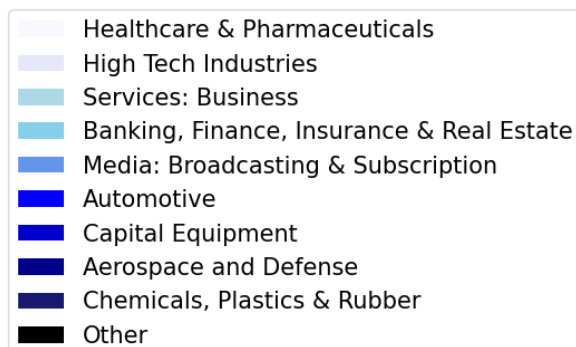 Healthcare & Pharmaceuticals
High Tech Industries
Services: Business
Banking, Finance, Insurance & Real Estate
Media: Broadcasting & Subscription
Automotive
Capital Equipment
Aerospace and Defense
Chemicals, Plastics & Rubber
Other